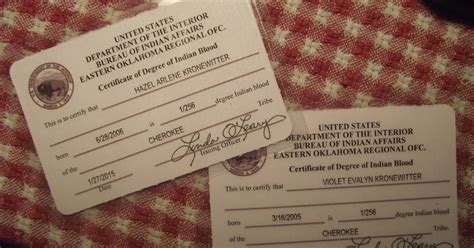 UNITED STATES
DEPARTMENT OF THE INTERIOR
BUREAU OF INDIAN AFFAIRS
EASTERN OKLAHOMA REGIONAL OFC.
Certificate of Degree of Indian Blood
HAZEL ARLENE KRONEWITTER
This is to certify that
6/28/2006 1/256
born is degree Indian blood
CHEROKEE
of the Tribe
1/27/2015 Lynda O'Leary
Dated Issuing Officer
UNITED STATES
DEPARTMENT OF THE INTERIOR
BUREAU OF INDIAN AFFAIRS
EASTERN OKLAHOMA REGIONAL OFC.
Certificate of Degree of Indian Blood
VIOLET EVALYN KRONEWITTER
This is to certify that
3/16/2005 1/256
born is degree Indian blood
CHEROKEE